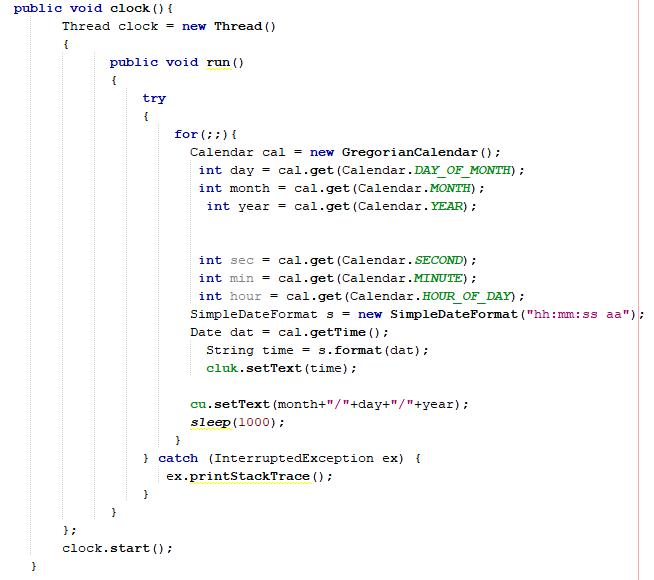 public void clock(){
Thread clock = new Thread()
{
public void run()
{
try
{
for(;;){
Calendar cal = new GregorianCalendar();
int day = cal.get(Calendar.DAY_OF_MONTH);
int month = cal.get(Calendar.MONTH);
int year = cal.get(Calendar.YEAR);
int sec = cal.get(Calendar.SECOND);
int min = cal.get(Calendar.MINUTE);
int hour = cal.get(Calendar.HOUR_OF_DAY);
SimpleDateFormat s = new SimpleDateFormat("hh:mm:ss aa");
Date dat = cal.getTime();
String time = s.format(dat);
cluk.setText(time);
cu.setText(month+"/"+day+"/"+year);
sleep(1000);
}
} catch (InterruptedException ex) {
ex.printStackTrace();
}
}
};
clock.start();
}